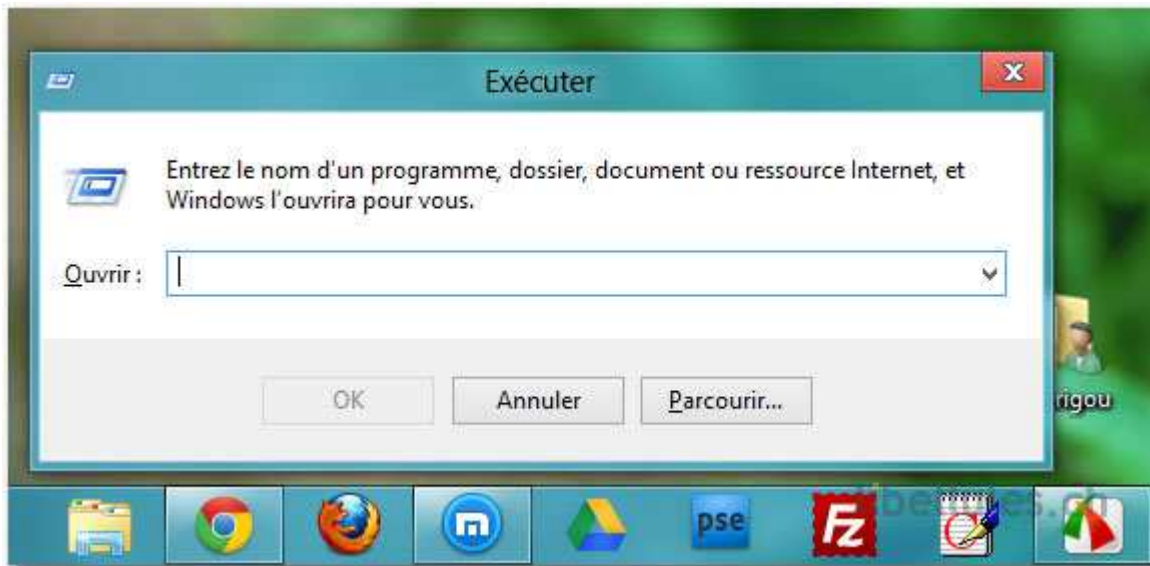 Exécuter
Entrez le nom d'un programme, dossier, document ou ressource Internet, et
Windows l'ouvrira pour vous.
Ouvrir :
OK
Annuler
Parcourir...
rigou
pse
FZ